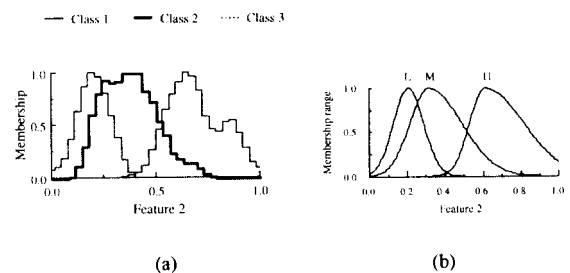 Class 1 Class 2 Class 3
L M H
1.0 1.0
Membership Membership range
0.5 0.5
0.0 0.0
0.0 0.5 1.0 0.0 0.2 0.4 0.6 0.8 1.0
Feature 2 Feature 2
(a) (b)